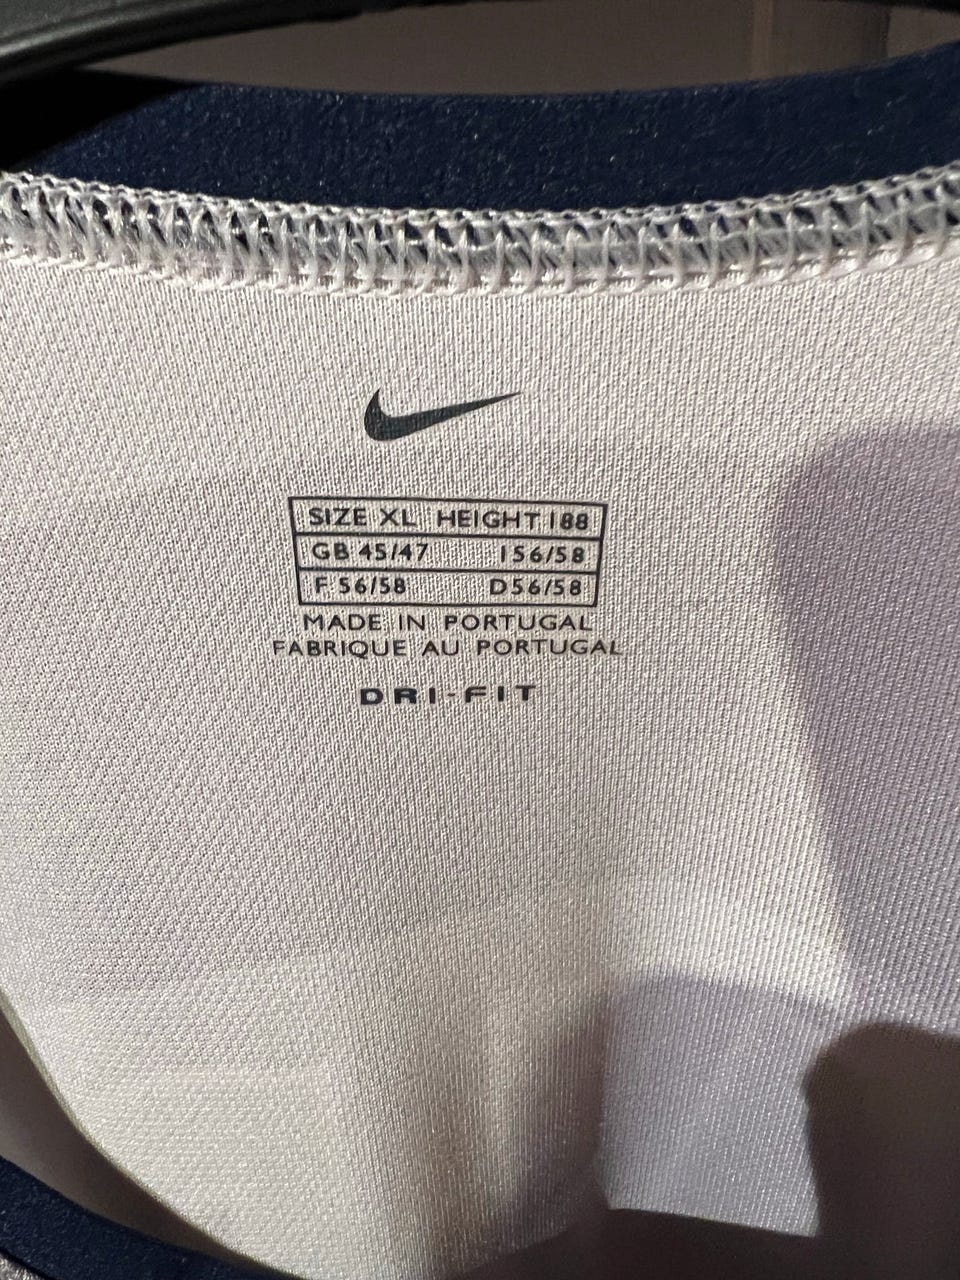 SIZE XL HEIGHT 188
GB 45/47 I 56/58
F 56/58 D 56/58
MADE IN PORTUGAL
FABRIQUE AU PORTUGAL
DRI-FIT